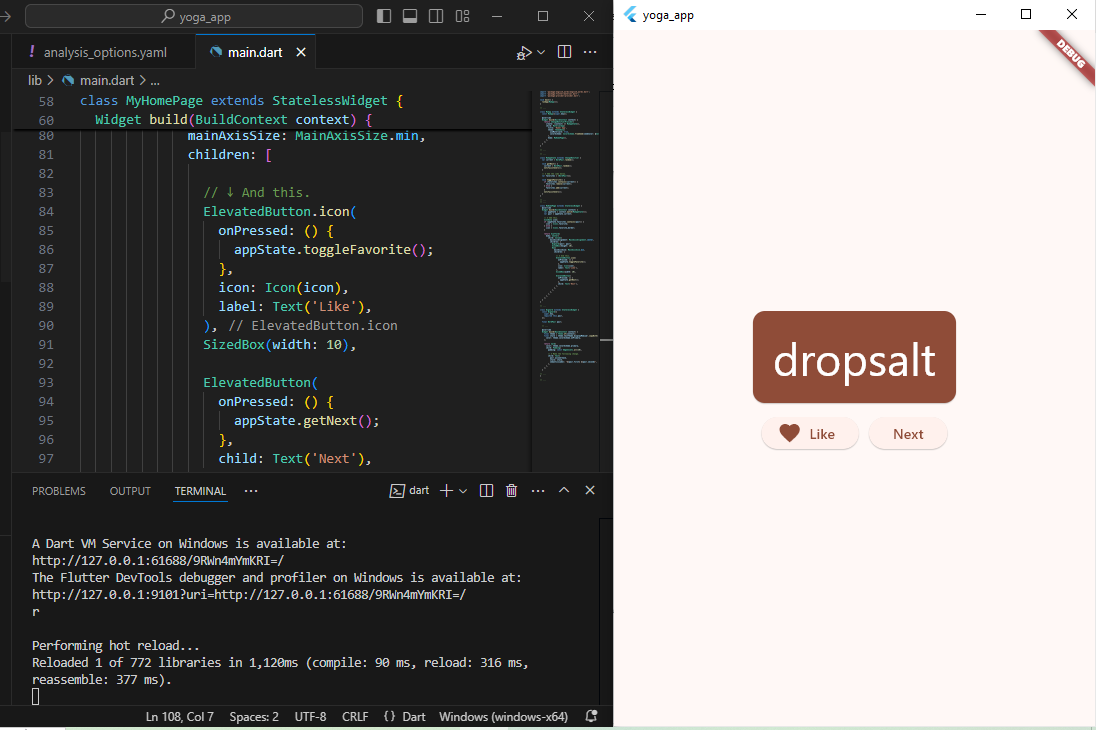 yoga_app
analysis_options.yaml
main.dart
lib > main.dart > ...
58 class MyHomePage extends StatelessWidget {
60 Widget build(BuildContext context) {
80 mainAxisSize: MainAxisSize.min,
81 children: [
82
83 // ↓ And this.
84 ElevatedButton.icon(
85 onPressed: () {
86 appState.toggleFavorite();
87 },
88 icon: Icon(icon),
89 label: Text('Like'),
90 ), // ElevatedButton.icon
91 SizedBox(width: 10),
92
93 ElevatedButton(
94 onPressed: () {
95 appState.getNext();
96 },
97 child: Text('Next'),
PROBLEMS OUTPUT TERMINAL ... dart
A Dart VM Service on Windows is available at:
http://127.0.0.1:61688/9RWn4mYmKRI=/
The Flutter DevTools debugger and profiler on Windows is available at:
http://127.0.0.1:9101?uri=http://127.0.0.1:61688/9RWn4mYmKRI=/
r
Performing hot reload...
Reloaded 1 of 772 libraries in 1,120ms (compile: 90 ms, reload: 316 ms,
reassemble: 377 ms).
Ln 108, Col 7 Spaces: 2 UTF-8 CRLF {} Dart Windows (windows-x64)
yoga_app
DEBUG
dropsalt
Like
Next